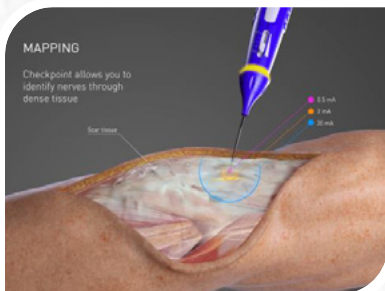 MAPPING
Checkpoint allows you to
identify nerves through
dense tissue
Scar tissue
0.5 mA
2 mA
20 mA